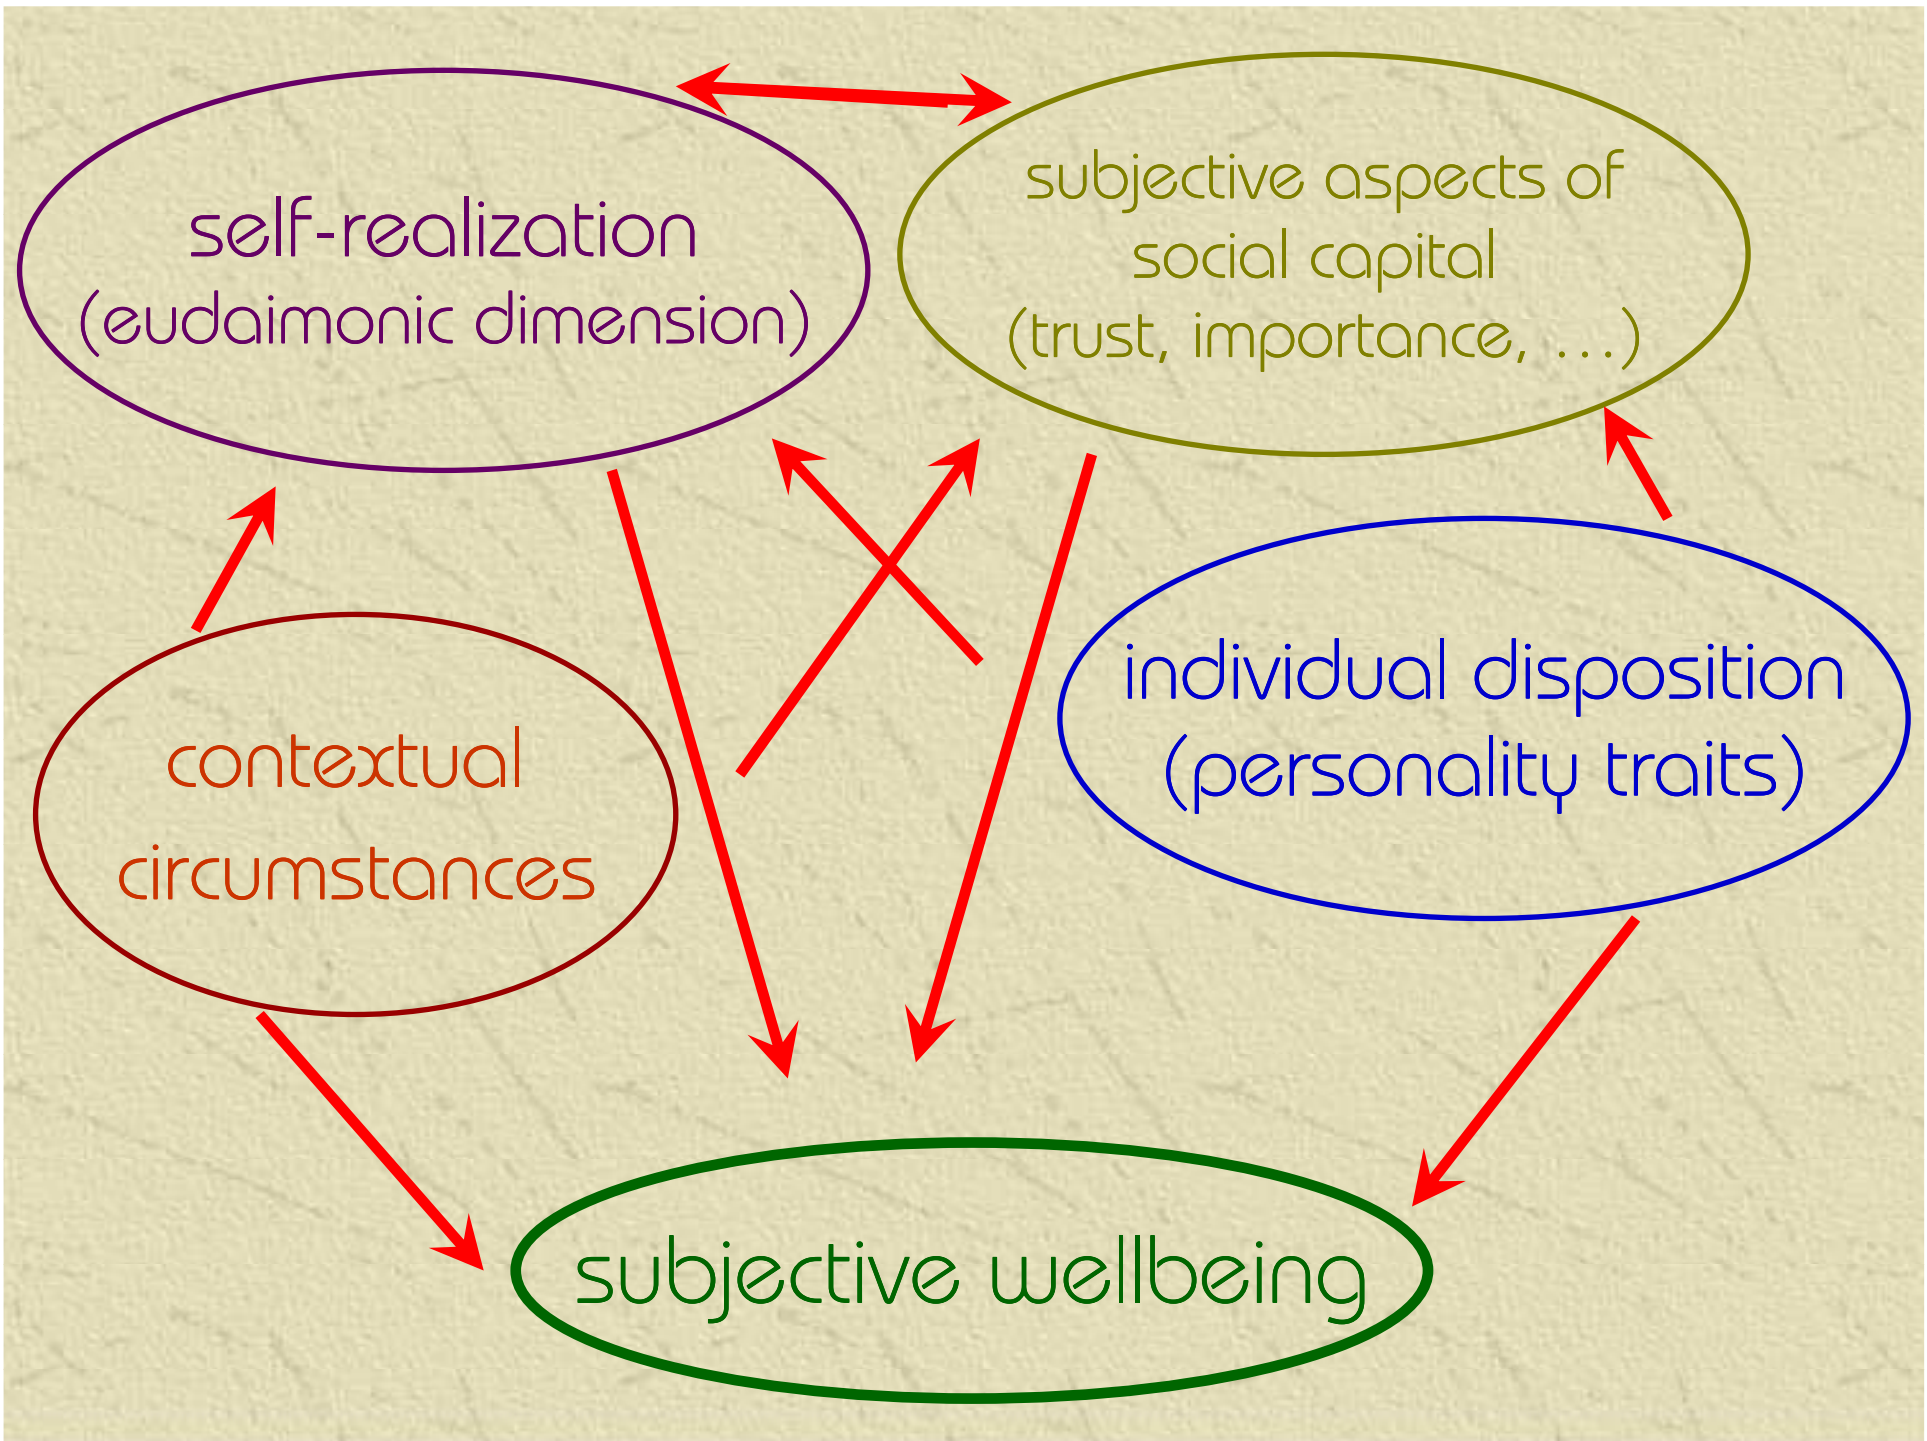 self-realization
(eudaimonic dimension)
subjective aspects of
social capital
(trust, importance, …)
contextual
circumstances
individual disposition
(personality traits)
subjective wellbeing